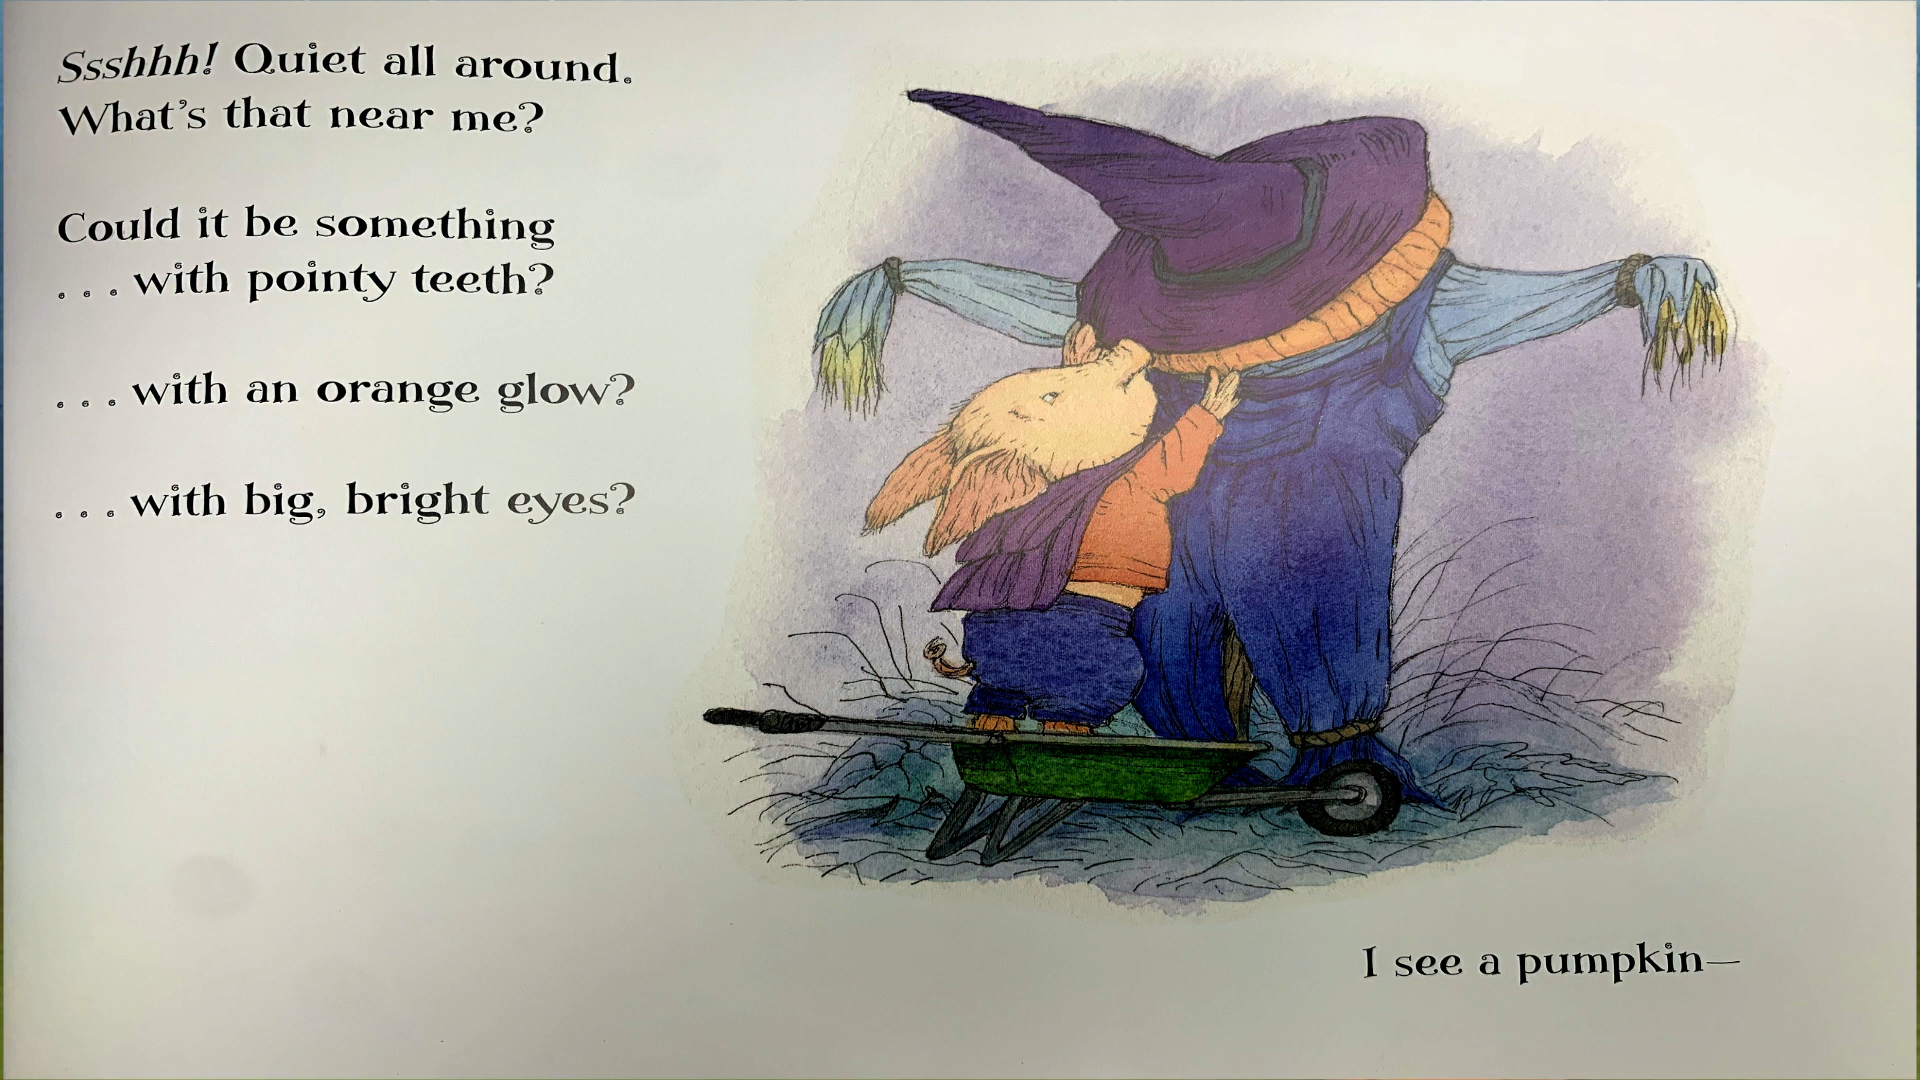 Ssshhh! Quiet all around.
What's that near me?
Could it be something
. . . with pointy teeth?
. . . with an orange glow?
. . . with big, bright eyes?
I see a pumpkin—